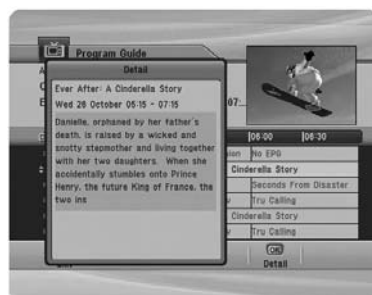 Program Guide
Detail
Ever After: A Cinderella Story
Wed 26 October 05:15 - 07:15
Danielle, orphaned by her father's
death, is raised by a wicked and
snotty stepmother and living together
with her two daughters. When she
accidentally stumbles onto Prince
Henry, the future King of France, the
two ins
07:..
06:00 06:30
No EPG
Cinderella Story
Seconds From Disaster
Tru Calling
Cinderella Story
Tru Calling
OK
Detail